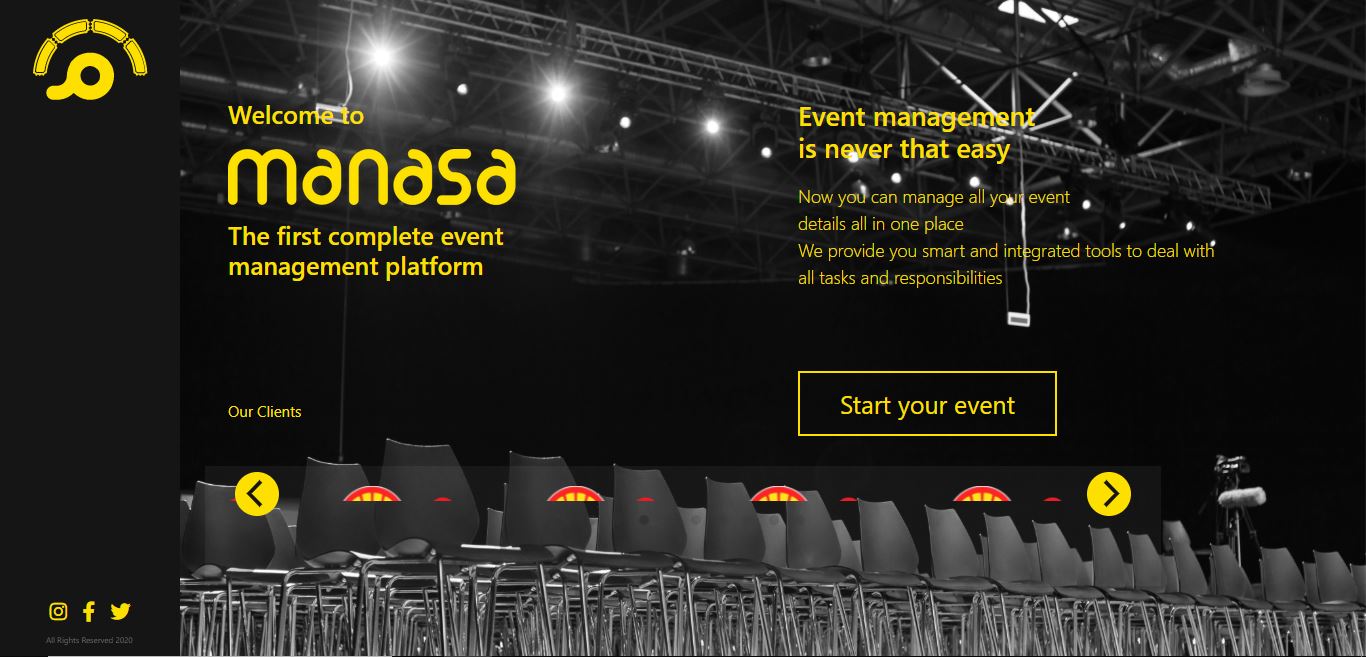 Welcome to
manasa
The first complete event
management platform
Event management
is never that easy
Now you can manage all your event
details all in one place
We provide you smart and integrated tools to deal with
all tasks and responsibilities
Start your event
Our Clients
All Rights Reserved 2020